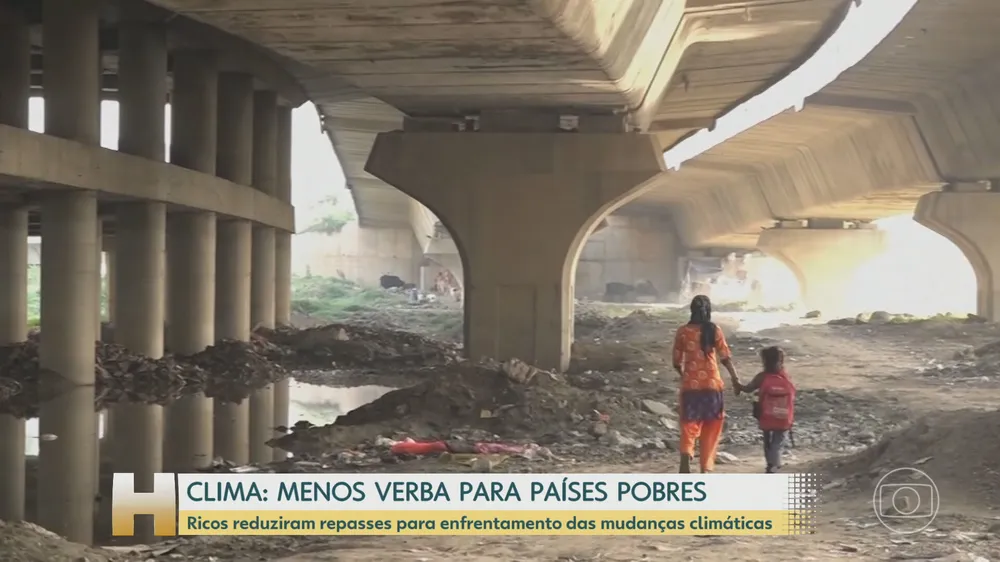 H
CLIMA: MENOS VERBA PARA PAÍSES POBRES
Ricos reduziram repasses para enfrentamento das mudanças climáticas